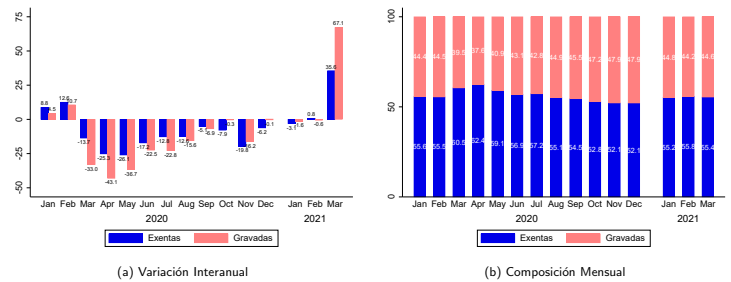 75
50
25
0
-25
-50
8.8 12.6 -13.7 -25.3 -26.1 -17.2 -12.8 -5.1 -7.9 -19.8 -6.2 -3.1 0.8 35.6
10.7 -33.0 -43.1 -36.7 -22.5 -22.8 -15.6 -6.9 -1.6 -0.6 67.1
Jan Feb Mar Apr May Jun Jul Aug Sep Oct Nov Dec Jan Feb Mar
2020 2021
Exentas Gravadas
(a) Variación Interanual
100
50
0
44.4 44.5 39.5 37.6 40.9 43.1 42.8 44.9 45.5 47.2 47.9 47.9 44.8 44.2 44.6
55.6 55.5 60.5 62.4 59.1 56.9 57.2 55.1 54.5 52.8 52.1 52.1 55.2 55.8 55.4
Jan Feb Mar Apr May Jun Jul Aug Sep Oct Nov Dec Jan Feb Mar
2020 2021
Exentas Gravadas
(b) Composición Mensual